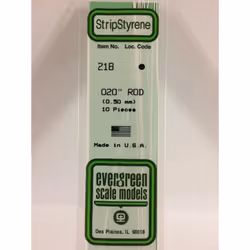 StripStyrene
Item No. Loc. Code
218
.020" ROD
(0.50 mm)
10 Pieces
Made in U.S.A.
evergreen
scale models
Des Plaines, IL 60018